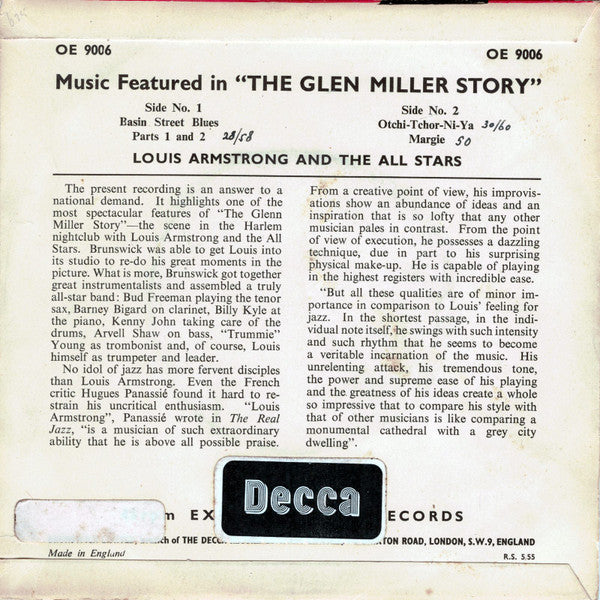 OE 9006
OE 9006
Music Featured in "THE GLEN MILLER STORY"
Side No. 1
Basin Street Blues
Parts 1 and 2 28/58
Side No. 2
Otchi-Tchor-Ni-Ya 30/60
Margie 50
LOUIS ARMSTRONG AND THE ALL STARS
The present recording is an answer to a
national demand. It highlights one of the
most spectacular features of "The Glenn
Miller Story"—the scene in the Harlem
nightclub with Louis Armstrong and the All
Stars. Brunswick was able to get Louis into
its studio to re-do his great moments in the
picture. What is more, Brunswick got together
great instrumentalists and assembled a truly
all-star band: Bud Freeman playing the tenor
sax, Barney Bigard on clarinet, Billy Kyle at
the piano, Kenny John taking care of the
drums, Arvell Shaw on bass, "Trummie"
Young as trombonist and, of course, Louis
himself as trumpeter and leader.
No idol of jazz has more fervent disciples
than Louis Armstrong. Even the French
critic Hugues Panassié found it hard to re-
strain his uncritical enthusiasm. "Louis
Armstrong", Panassié wrote in The Real
Jazz, "is a musician of such extraordinary
ability that he is above all possible praise.
From a creative point of view, his improvis-
ations show an abundance of ideas and an
inspiration that is so lofty that any other
musician pales in contrast. From the point
of view of execution, he possesses a dazzling
technique, due in part to his surprising
physical make-up. He is capable of playing
in the highest registers with incredible ease.
"But all these qualities are of minor im-
portance in comparison to Louis' feeling for
jazz. In the shortest passage, in the indi-
vidual note itself, he swings with such intensity
and such rhythm that he seems to become
a veritable incarnation of the music. His
unrelenting attack, his tremendous tone,
the power and supreme ease of his playing
and the greatness of his ideas create a whole
so impressive that to compare his style with
that of other musicians is like comparing a
monumental cathedral with a grey city
dwelling".
Decca
m EX ECORDS
ch of THE DECCA TON ROAD, LONDON, S.W.9, ENGLAND
Made in England
R.S. 5.55